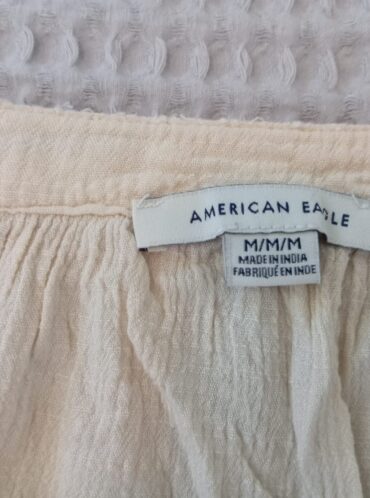 AMERICAN EAGLE
M/M/M
MADE IN INDIA
FABRIQUÉ EN INDE